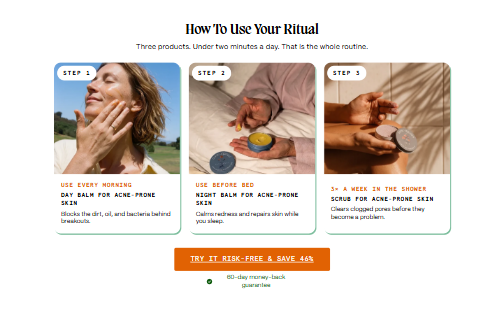 How To Use Your Ritual
Three products. Under two minutes a day. That is the whole routine.
STEP 1
USE EVERY MORNING
DAY BALM FOR ACNE-PRONE
SKIN
Blocks the dirt, oil, and bacteria behind
breakouts.
STEP 2
USE BEFORE BED
NIGHT BALM FOR ACNE-PRONE
SKIN
Calms redness and repairs skin while
you sleep.
STEP 3
3× A WEEK IN THE SHOWER
SCRUB FOR ACNE-PRONE SKIN
Clears clogged pores before they
become a problem.
TRY IT RISK-FREE & SAVE 46%
60-day money-back
guarantee